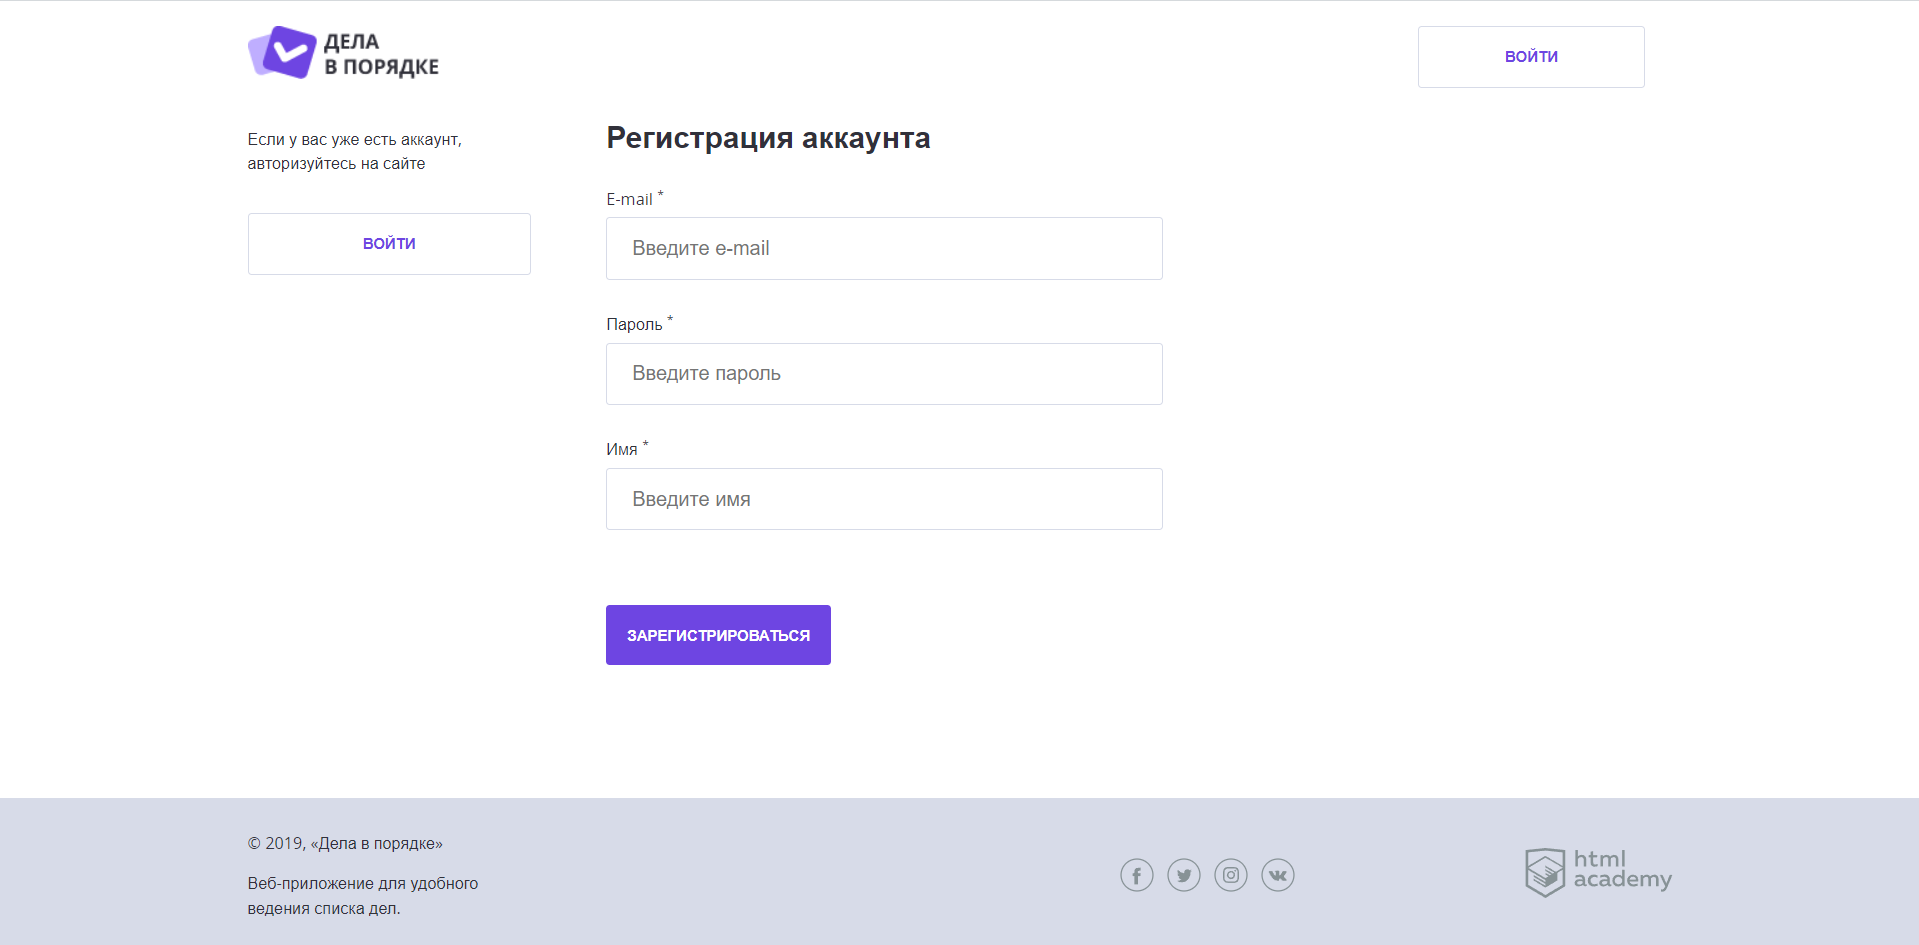 ДЕЛА
В ПОРЯДКЕ
ВОЙТИ
Если у вас уже есть аккаунт,
авторизуйтесь на сайте
ВОЙТИ
Регистрация аккаунта
E-mail *
Введите e-mail
Пароль *
Введите пароль
Имя *
Введите имя
ЗАРЕГИСТРИРОВАТЬСЯ
© 2019, «Дела в порядке»
Веб-приложение для удобного
ведения списка дел.
html
academy